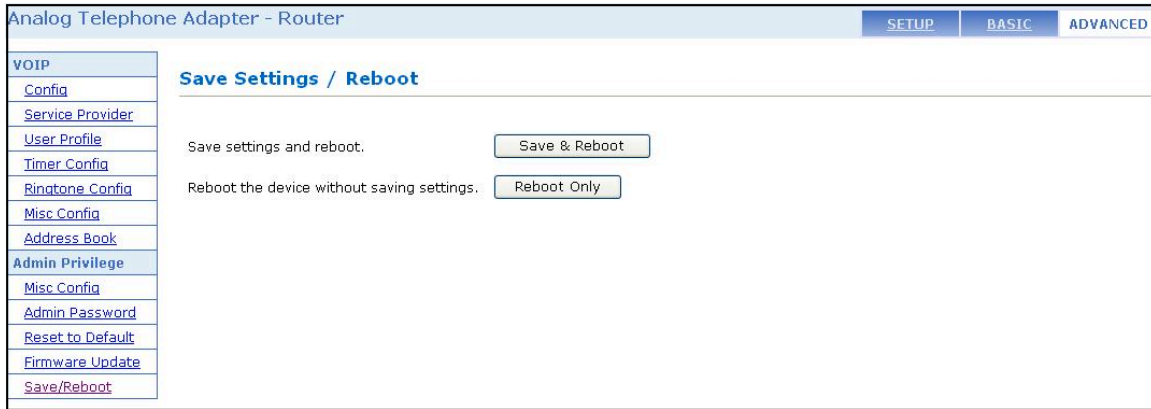 Analog Telephone Adapter - Router
SETUP
BASIC
ADVANCED
VOIP
Config
Service Provider
User Profile
Timer Config
Ringtone Config
Misc Config
Address Book
Admin Privilege
Misc Config
Admin Password
Reset to Default
Firmware Update
Save/Reboot
Save Settings / Reboot
Save settings and reboot. Save & Reboot
Reboot the device without saving settings. Reboot Only